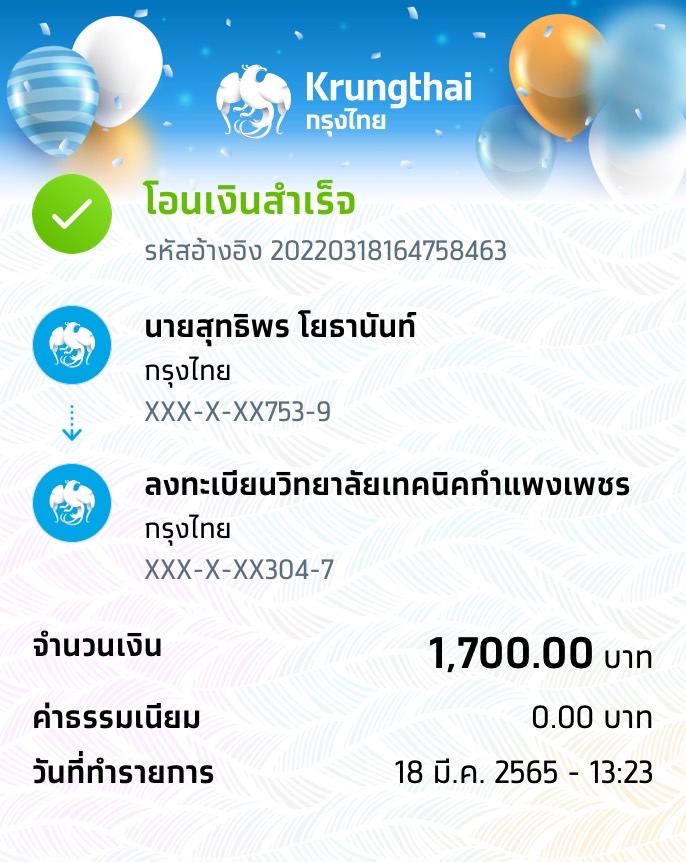 Krungthai
กรุงไทย
โอนเงินสำเร็จ
รหัสอ้างอิง 20220318164758463
นายสุทธิพร โยธานันท์
กรุงไทย
XXX-X-XX753-9
ลงทะเบียนวิทยาลัยเทคนิคกำแพงเพชร
กรุงไทย
XXX-X-XX304-7
จำนวนเงิน 1,700.00 บาท
ค่าธรรมเนียม 0.00 บาท
วันที่ทำรายการ 18 มี.ค. 2565 - 13:23